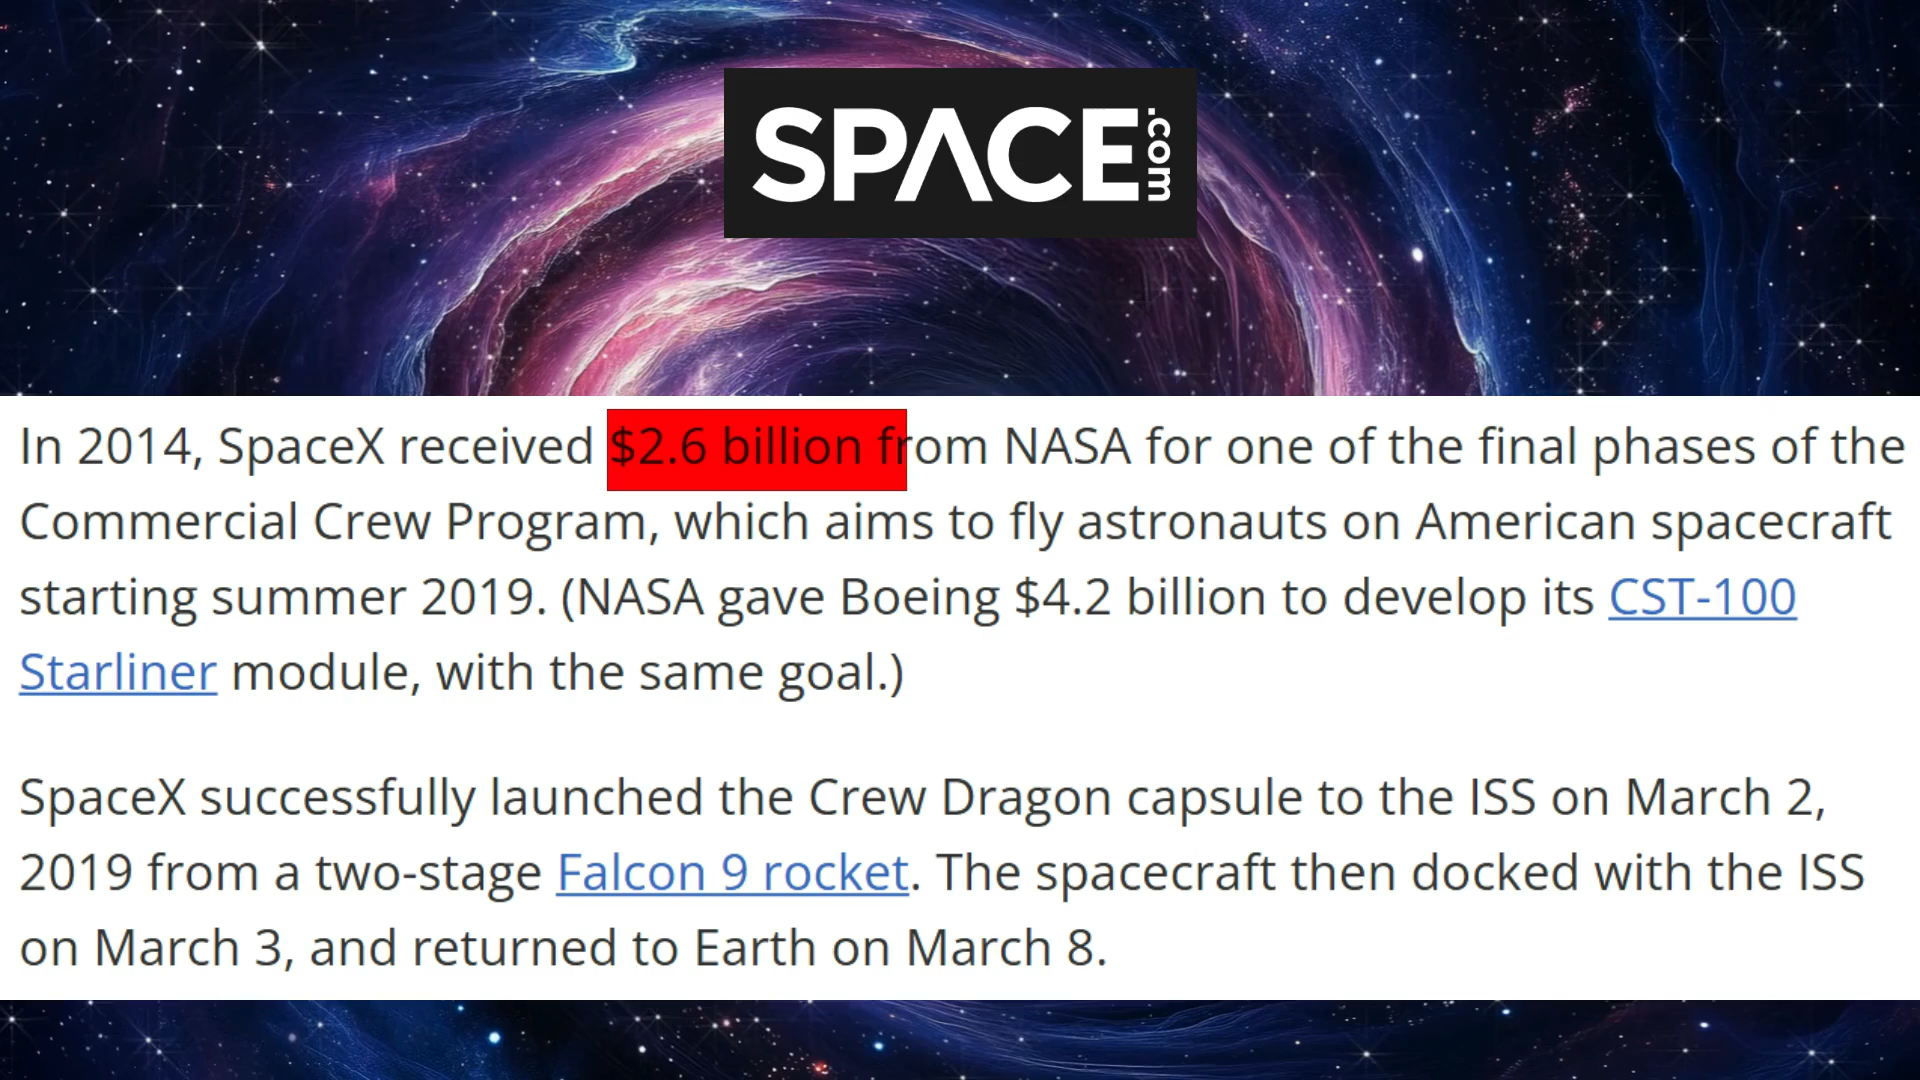 SPACE.com
In 2014, SpaceX received $2.6 billion from NASA for one of the final phases of the
Commercial Crew Program, which aims to fly astronauts on American spacecraft
starting summer 2019. (NASA gave Boeing $4.2 billion to develop its CST-100
Starliner module, with the same goal.)
SpaceX successfully launched the Crew Dragon capsule to the ISS on March 2,
2019 from a two-stage Falcon 9 rocket. The spacecraft then docked with the ISS
on March 3, and returned to Earth on March 8.